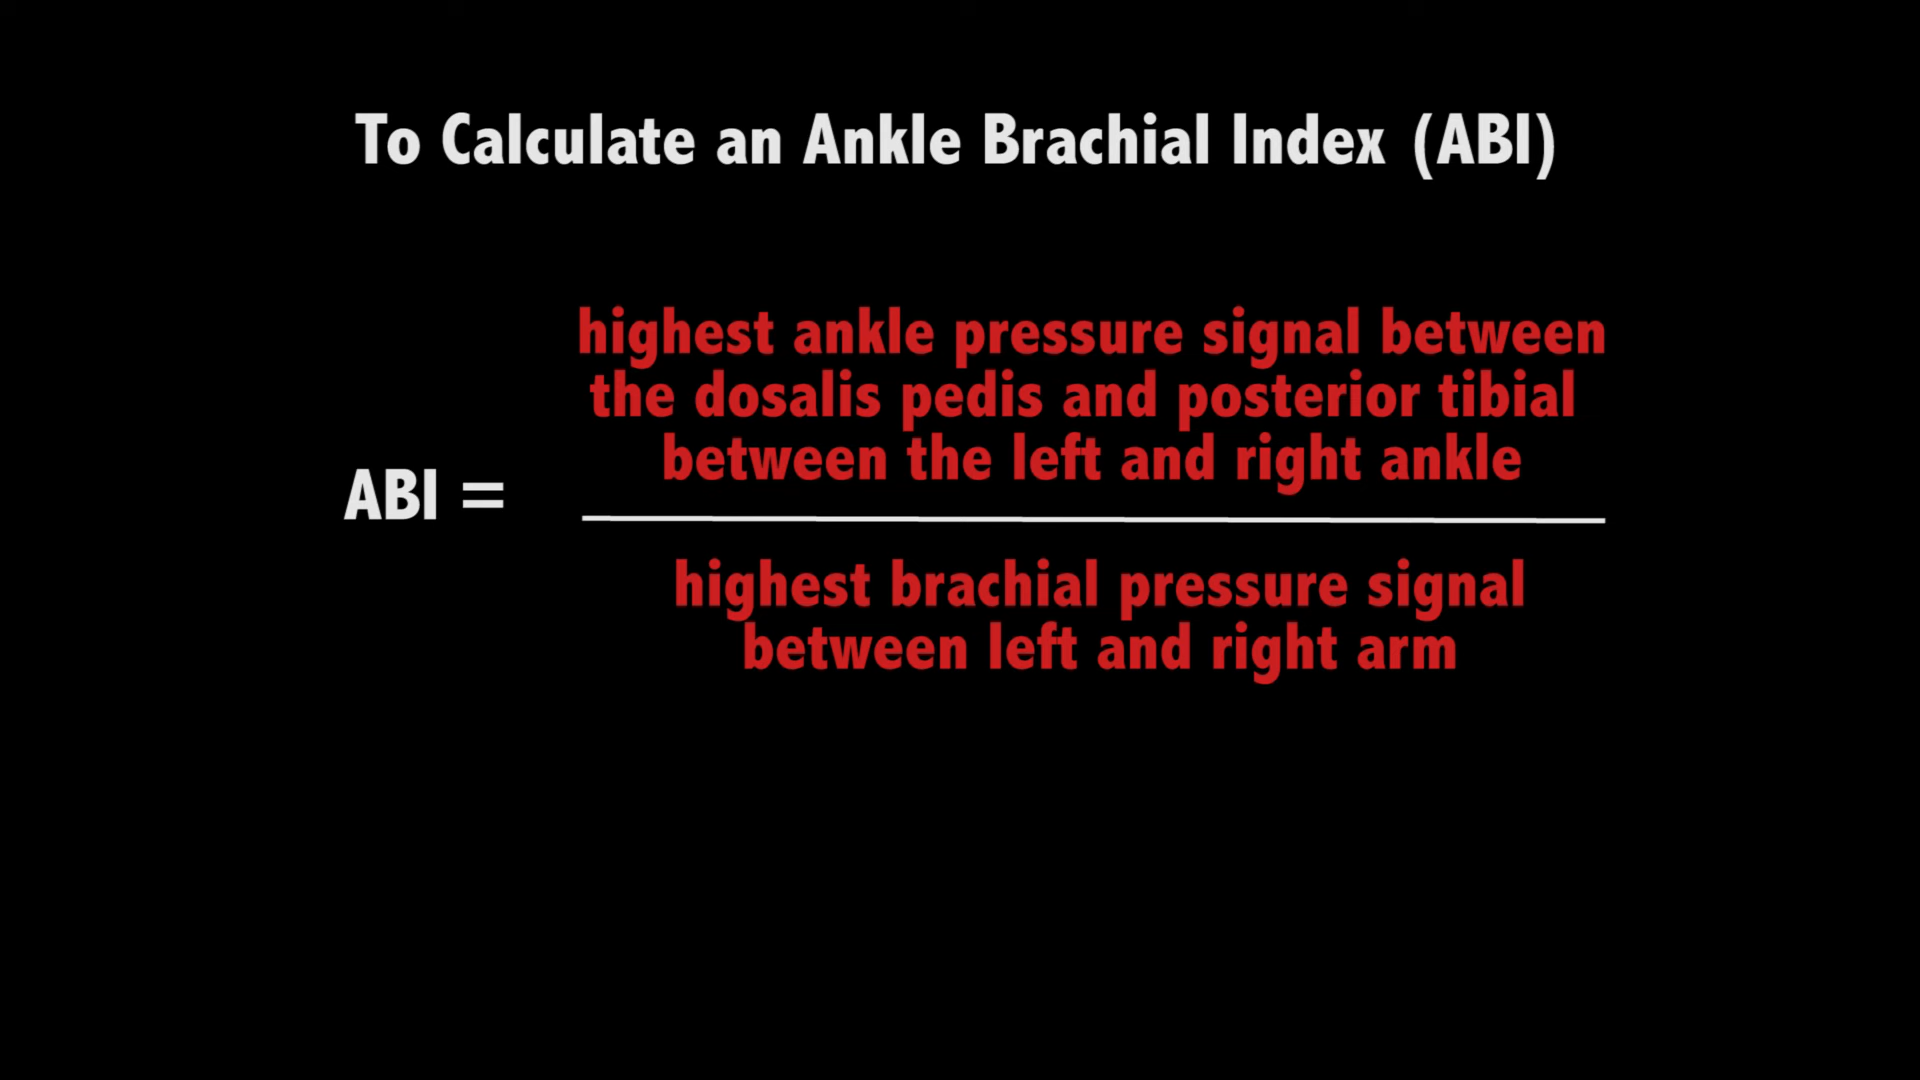 To Calculate an Ankle Brachial Index (ABI)
highest ankle pressure signal between
the dosalis pedis and posterior tibial
between the left and right ankle
ABI =
highest brachial pressure signal
between left and right arm